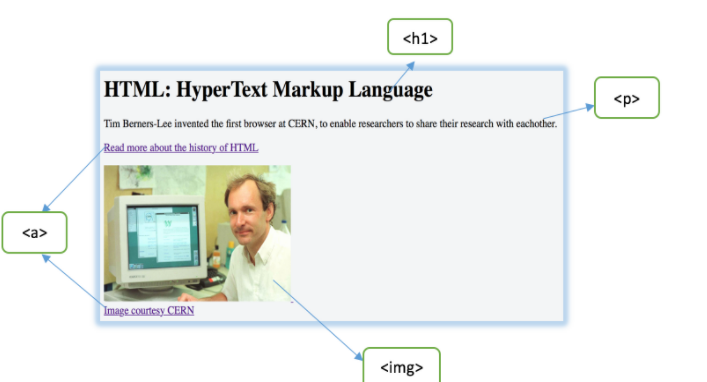 <h1>
HTML: HyperText Markup Language
<p>
Tim Berners-Lee invented the first browser at CERN, to enable researchers to share their research with eachother.
Read more about the history of HTML
<a>
Image courtesy CERN
<img>